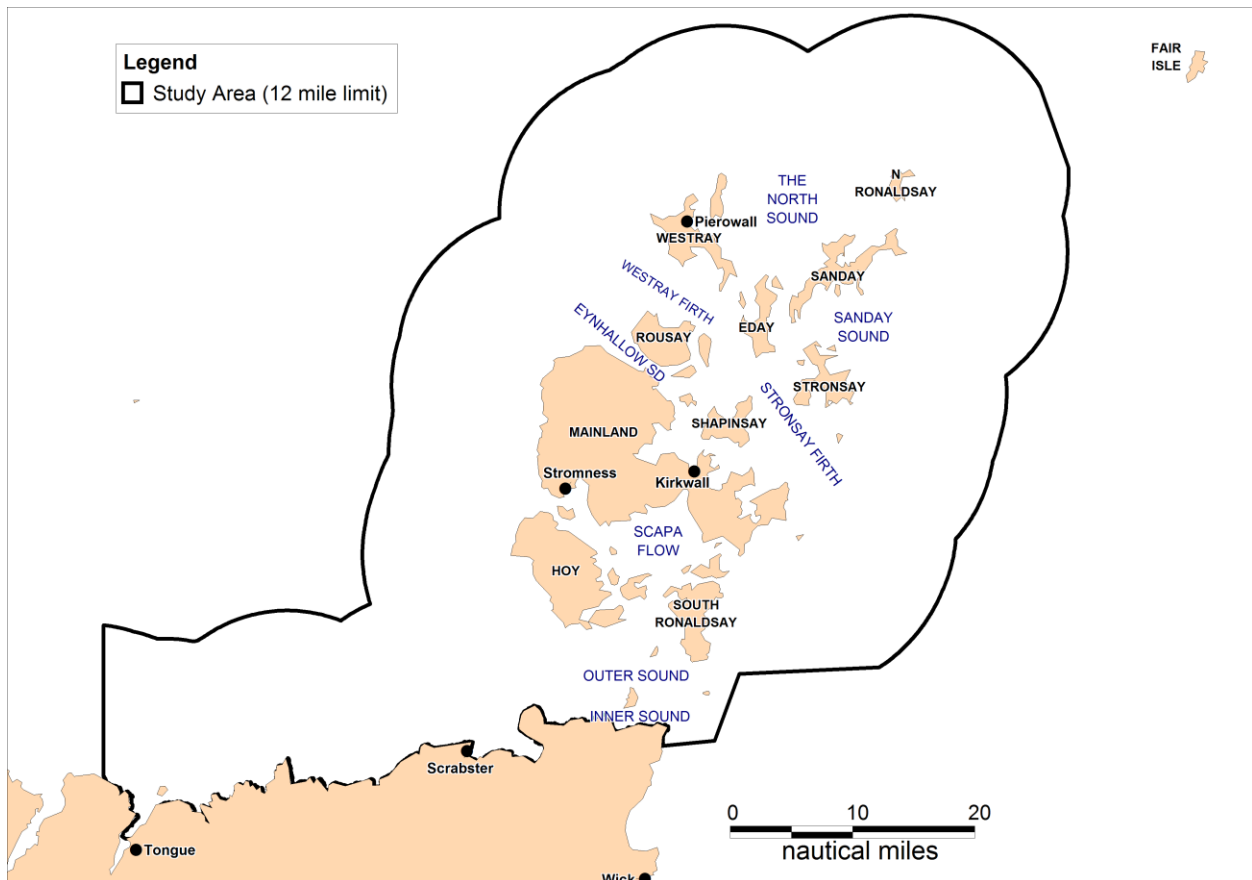 Legend
Study Area (12 mile limit)
FAIR
ISLE
N
RONALDSAY
THE
NORTH
SOUND
Pierowall
WESTRAY
SANDAY
WESTRAY FIRTH
SANDAY
SOUND
EDAY
ROUSAY
EYNHALLOW SD
STRONSAY
STRONSAY FIRTH
SHAPINSAY
MAINLAND
Stromness
Kirkwall
SCAPA
FLOW
HOY
SOUTH
RONALDSAY
OUTER SOUND
INNER SOUND
Scrabster
0 10 20
nautical miles
Tongue
Wick